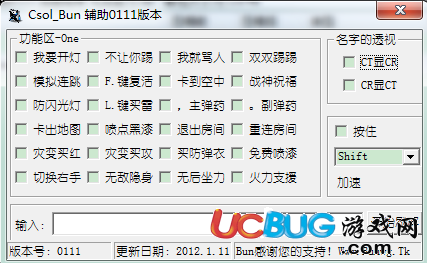 Csol_Bun 辅助0111版本
功能区-One
名字的透视
我要开灯 不让你踢 我就骂人 双双踢踢
CT显CR
模拟连跳 F.键复活 卡到空中 战神祝福
CR显CT
防闪光灯 L.键买雷 ，主弹药 。副弹药
卡出地图 喷点黑漆 退出房间 重连房间
按住
灾变买红 灾变买攻 买防弹衣 免费喷漆
Shift
切换右手 无敌隐身 无后坐力 火力支援
加速
输入:
UCBUG游戏网
.com
版本号: 0111 更新日期: 2012.1.11 Bun感谢您的支持!